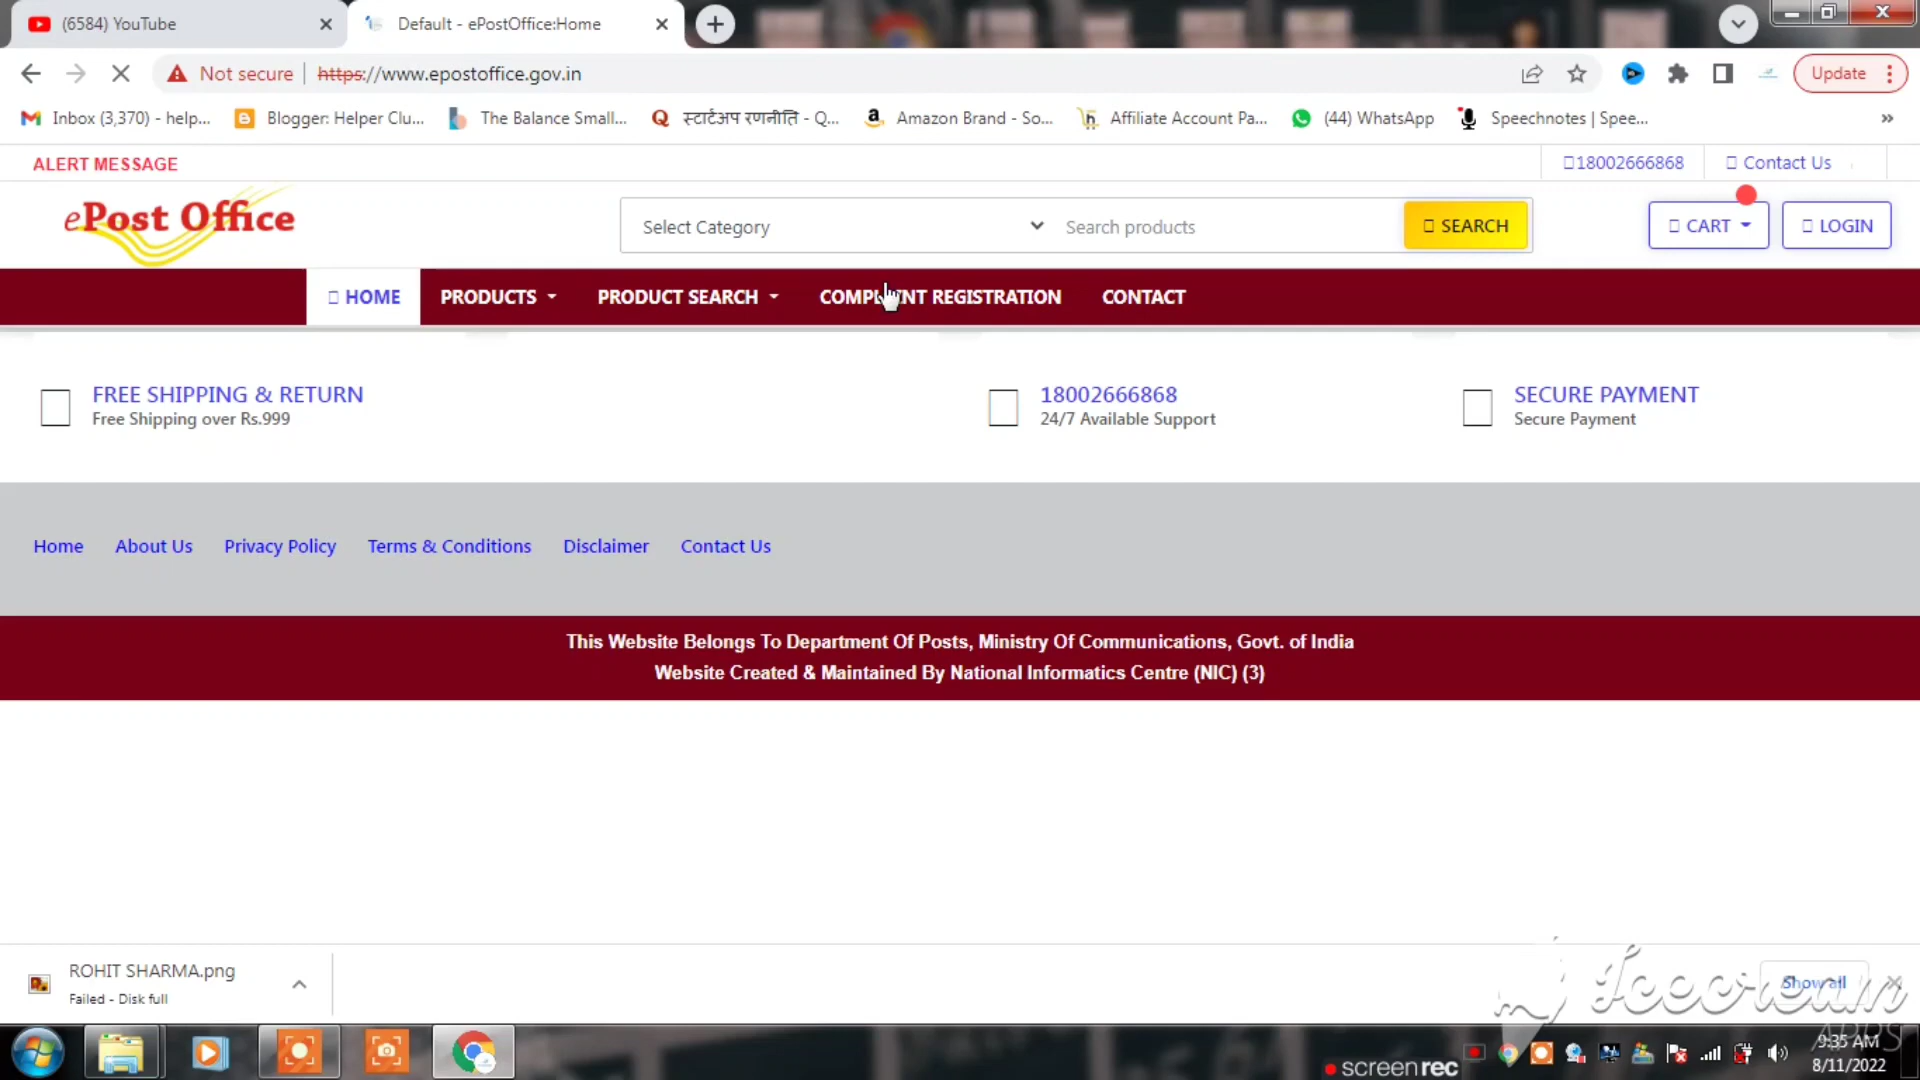 (6584) YouTube
Default - ePostOffice:Home
Not secure
https://www.epostoffice.gov.in
Update
Inbox (3,370) - help...
Blogger: Helper Clu...
The Balance Small...
स्टार्टअप रणनीति - Q...
Amazon Brand - So...
Affiliate Account Pa...
(44) WhatsApp
Speechnotes | Spee...
»
ALERT MESSAGE
18002666868
Contact Us
ePost Office
Select Category
Search products
SEARCH
CART
LOGIN
HOME
PRODUCTS
PRODUCT SEARCH
COMPLAINT REGISTRATION
CONTACT
FREE SHIPPING & RETURN
Free Shipping over Rs.999
18002666868
24/7 Available Support
SECURE PAYMENT
Secure Payment
Home
About Us
Privacy Policy
Terms & Conditions
Disclaimer
Contact Us
This Website Belongs To Department Of Posts, Ministry Of Communications, Govt. of India
Website Created & Maintained By National Informatics Centre (NIC) (3)
ROHIT SHARMA.png
Failed - Disk full
Show all
Icecream
APPS
screenrec
9:35 AM
8/11/2022